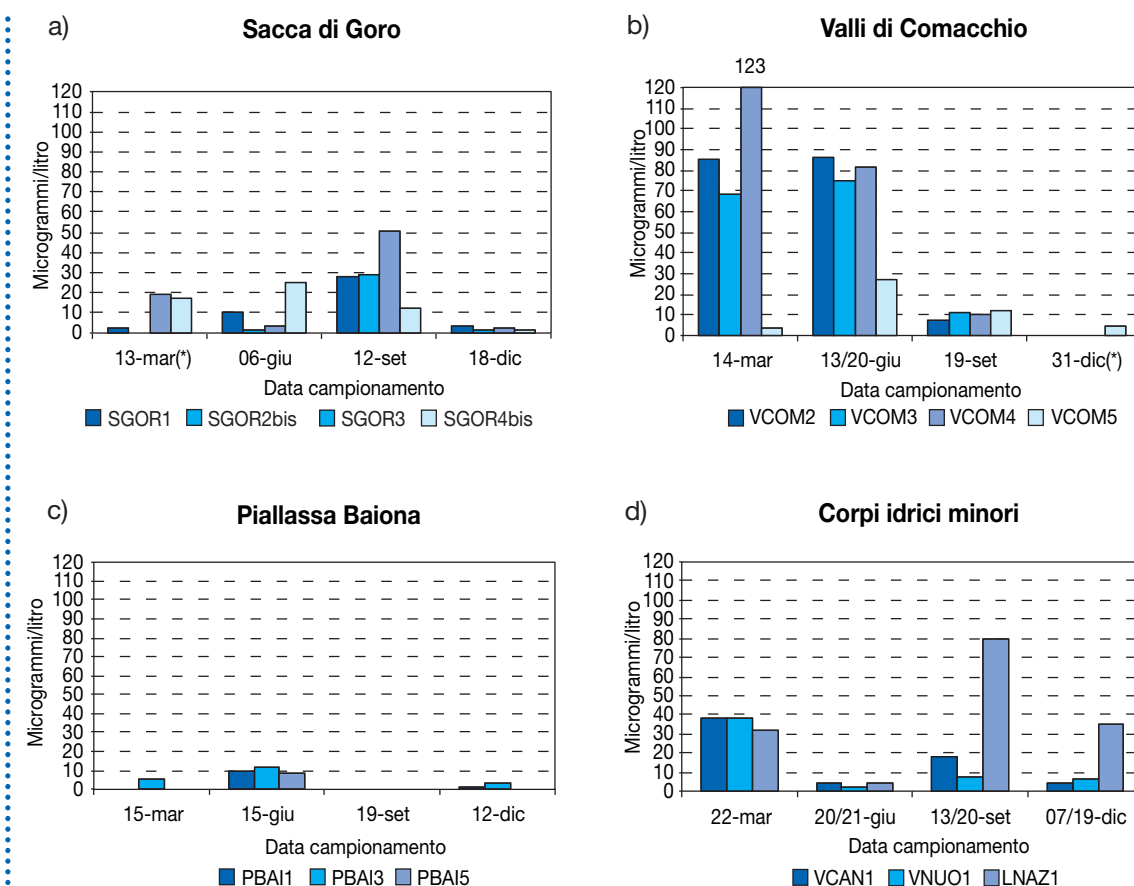 a) Sacca di Goro
Microgrammi/litro
120
110
100
90
80
70
60
50
40
30
20
10
0
13-mar(*) 06-giu 12-set 18-dic
Data campionamento
SGOR1 SGOR2bis SGOR3 SGOR4bis
b) Valli di Comacchio
123
Microgrammi/litro
120
110
100
90
80
70
60
50
40
30
20
10
0
14-mar 13/20-giu 19-set 31-dic(*)
Data campionamento
VCOM2 VCOM3 VCOM4 VCOM5
c) Piallassa Baiona
Microgrammi/litro
120
110
100
90
80
70
60
50
40
30
20
10
0
15-mar 15-giu 19-set 12-dic
Data campionamento
PBAI1 PBAI3 PBAI5
d) Corpi idrici minori
Microgrammi/litro
120
110
100
90
80
70
60
50
40
30
20
10
0
22-mar 20/21-giu 13/20-set 07/19-dic
Data campionamento
VCAN1 VNUO1 LNAZ1